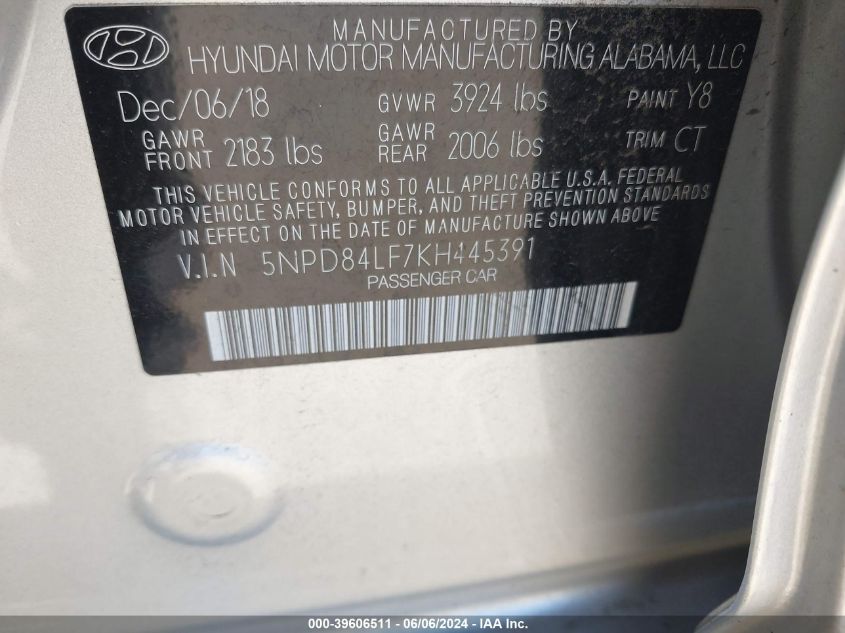 MANUFACTURED BY
HYUNDAI MOTOR MANUFACTURING ALABAMA, LLC
Dec/06/18 GVWR 3924 lbs PAINT Y8
GAWR FRONT 2183 lbs GAWR REAR 2006 lbs TRIM CT
THIS VEHICLE CONFORMS TO ALL APPLICABLE U.S.A. FEDERAL
MOTOR VEHICLE SAFETY, BUMPER, AND THEFT PREVENTION STANDARDS
IN EFFECT ON THE DATE OF MANUFACTURE SHOWN ABOVE
V.I.N 5NPD84LF7KH445391
PASSENGER CAR
000-39606511 - 06/06/2024 - IAAI Inc.